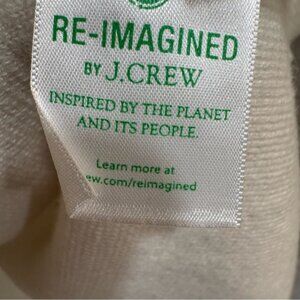 RE-IMAGINED
BY J.CREW
INSPIRED BY THE PLANET
AND ITS PEOPLE.
Learn more at
ew.com/reimagined